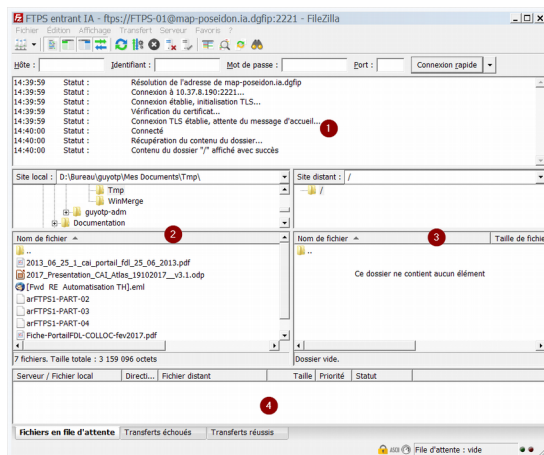 FTPS entrant IA - ftps://FTPS-01@map-poseidon.ia.dgfip:2221 - FileZilla
Fichier Édition Affichage Transfert Serveur Favoris ?
Hôte : Identifiant : Mot de passe : Port : Connexion rapide
14:39:59 Statut : Résolution de l'adresse de map-poseidon.ia.dgfip
14:39:59 Statut : Connexion à 10.37.8.190:2221...
14:39:59 Statut : Connexion établie, initialisation TLS...
14:39:59 Statut : Vérification du certificat...
14:39:59 Statut : Connexion TLS établie, attente du message d'accueil...
14:40:00 Statut : Connecté
14:40:00 Statut : Récupération du contenu du dossier...
14:40:00 Statut : Contenu du dossier "/" affiché avec succès
1
Site local : D:\Bureau\guyotp\Mes Documents\Tmp\
Tmp
WinMerge
guyotp-adm
Documentation
2
Nom de fichier
..
2013_06_25_1_cai_portail_fdl_25_06_2013.pdf
2017_Presentation_CAI_Atlas_19102017__v3.1.odp
[Fwd RE Automatisation TH].eml
arFTPS1-PART-02
arFTPS1-PART-03
arFTPS1-PART-04
Fiche-PortailFDL-COLLOC-fev2017.pdf
7 fichiers. Taille totale : 3 159 096 octets
Site distant : /
/
3
Nom de fichier Taille de fichie
..
Ce dossier ne contient aucun élément
Dossier vide.
Serveur / Fichier local Directi... Fichier distant Taille Priorité Statut
4
Fichiers en file d'attente Transferts échoués Transferts réussis
File d'attente : vide